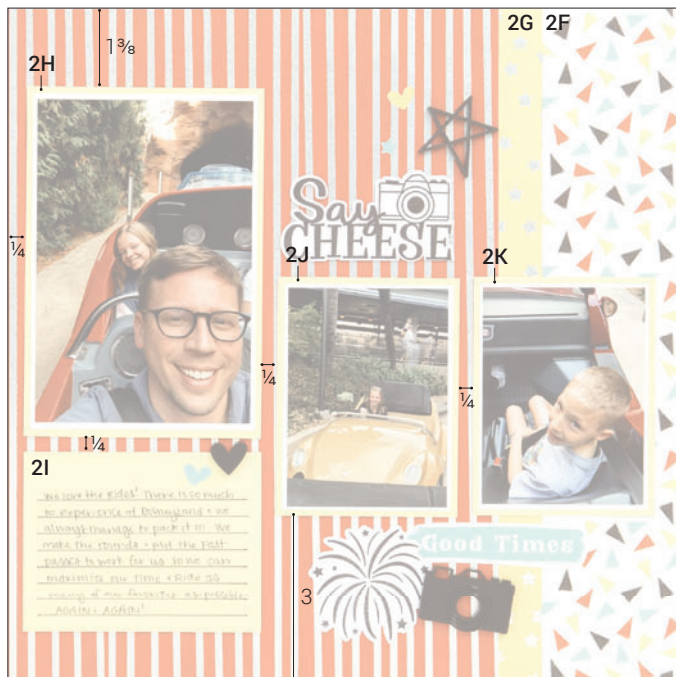 2G 2F
1⅜
2H
Say
CHEESE
¼
2J 2K
¼ ¼
¼
2I
We love the Rides! There is so much
to experience at Disneyland + we
always manage to pack it in. We
make the rounds + put the Fast
passes to work for us so we can
maximize our time + Ride as
many of our favorites as possible
AGAIN + AGAIN!
Good Times
3